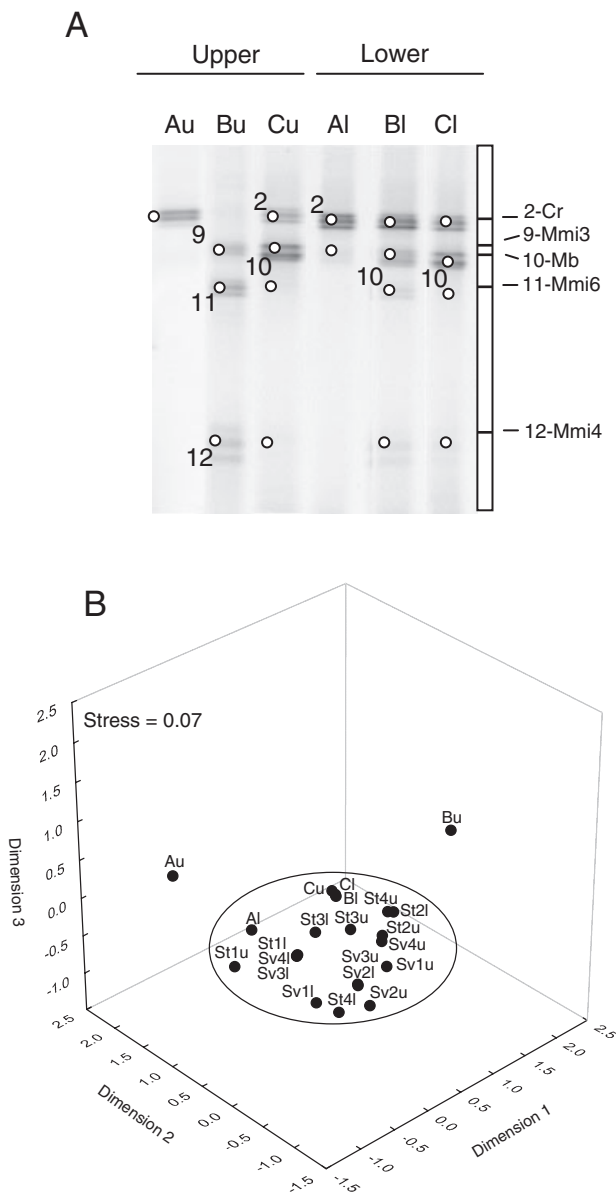 A
Upper Lower
Au Bu Cu Al Bl Cl
2 2 2-Cr
9 9-Mmi3
10 10 10 10-Mb
11 11-Mmi6
12-Mmi4
12
B
2.5
Stress = 0.07
2.0
1.5
1.0
0.5
0.0
-0.5
-1.0
Dimension 3
Bu
Au
Cu Cl
Bl St4u
St2l
Al St3l St3u St2u
St1l Sv4u
St1u Sv4l Sv3u
Sv3l Sv2l Sv1u
Sv1l St4l Sv2u
2.5 2.0 1.5 1.0 0.5 0.0 -0.5 -1.0 -1.5
Dimension 2
-1.5 -1.0 -0.5 0.0 0.5 1.0 1.5 2.0 2.5
Dimension 1